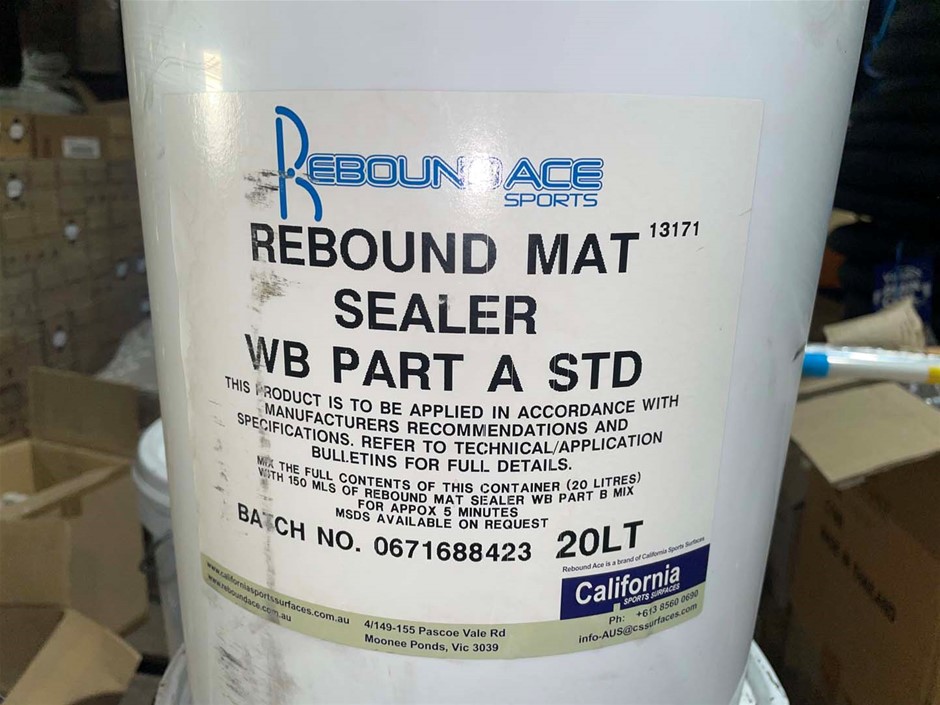 REBOUND ACE
SPORTS
REBOUND MAT 13171
SEALER
WB PART A STD
THIS PRODUCT IS TO BE APPLIED IN ACCORDANCE WITH
MANUFACTURERS RECOMMENDATIONS AND
SPECIFICATIONS. REFER TO TECHNICAL/APPLICATION
BULLETINS FOR FULL DETAILS.
MIX THE FULL CONTENTS OF THIS CONTAINER (20 LITRES)
WITH 150 MLS OF REBOUND MAT SEALER WB PART B MIX
FOR APPOX 5 MINUTES
MSDS AVAILABLE ON REQUEST
BATCH NO. 0671688423 20LT
Rebound Ace is a brand of California Sports Surfaces
California
SPORTS SURFACES
www.californiasportssurfaces.com.au
www.reboundace.com.au
4/149-155 Pascoe Vale Rd
Moonee Ponds, Vic 3039
Ph: +613 8560 0690
info-AUS@cssurfaces.com